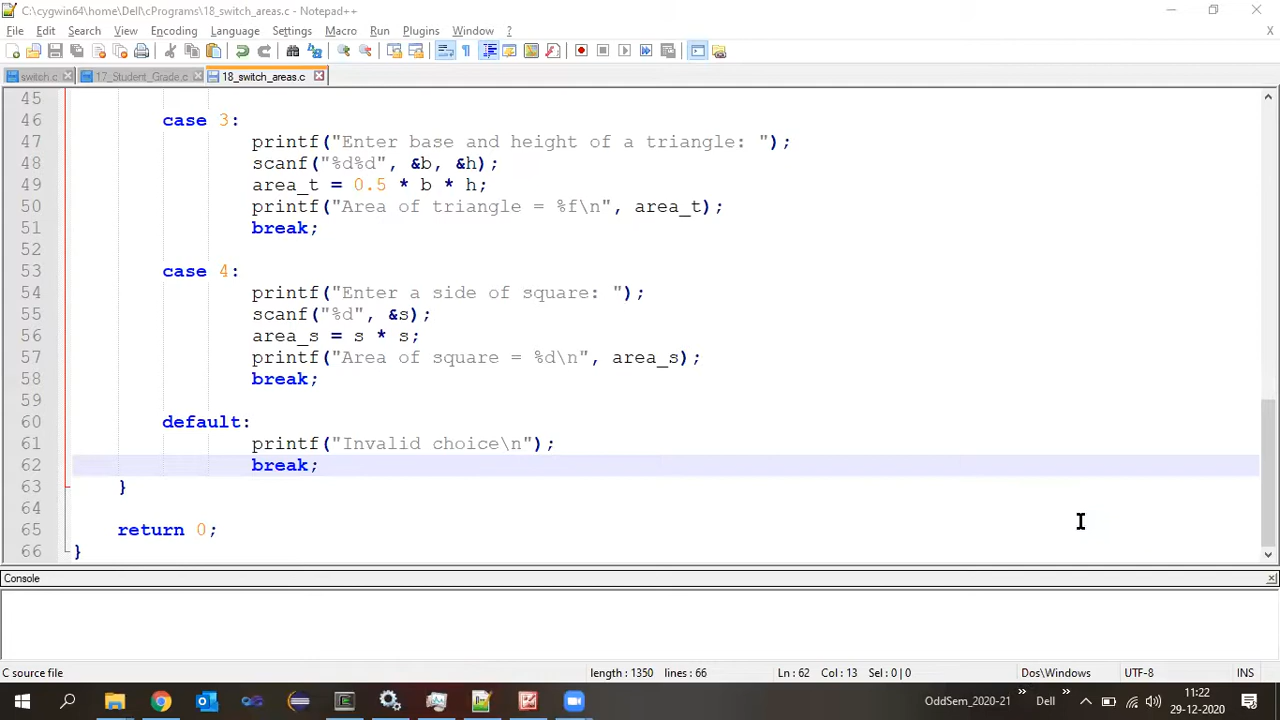 C:\cygwin64\home\Dell\cPrograms\18_switch_areas.c - Notepad++
File Edit Search View Encoding Language Settings Macro Run Plugins Window ? X
switch.c 17_Student_Grade.c 18_switch_areas.c
45
46 case 3:
47 printf("Enter base and height of a triangle: ");
48 scanf("%d%d", &b, &h);
49 area_t = 0.5 * b * h;
50 printf("Area of triangle = %f\n", area_t);
51 break;
52
53 case 4:
54 printf("Enter a side of square: ");
55 scanf("%d", &s);
56 area_s = s * s;
57 printf("Area of square = %d\n", area_s);
58 break;
59
60 default:
61 printf("Invalid choice\n");
62 break;
63 }
64
65 return 0;
66 }
Console
C source file length : 1350 lines : 66 Ln : 62 Col : 13 Sel : 0 | 0 Dos\Windows UTF-8 INS
OddSem_2020-21 » Dell » 11:22
29-12-2020